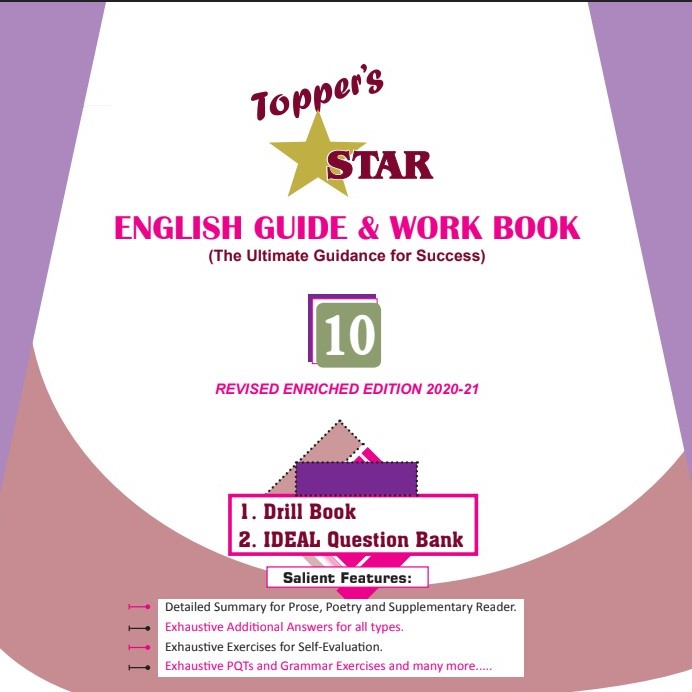 Topper's
STAR
ENGLISH GUIDE & WORK BOOK
(The Ultimate Guidance for Success)
10
REVISED ENRICHED EDITION 2020-21
1. Drill Book
2. IDEAL Question Bank
Salient Features:
Detailed Summary for Prose, Poetry and Supplementary Reader.
Exhaustive Additional Answers for all types.
Exhaustive Exercises for Self-Evaluation.
Exhaustive PQTs and Grammar Exercises and many more.....